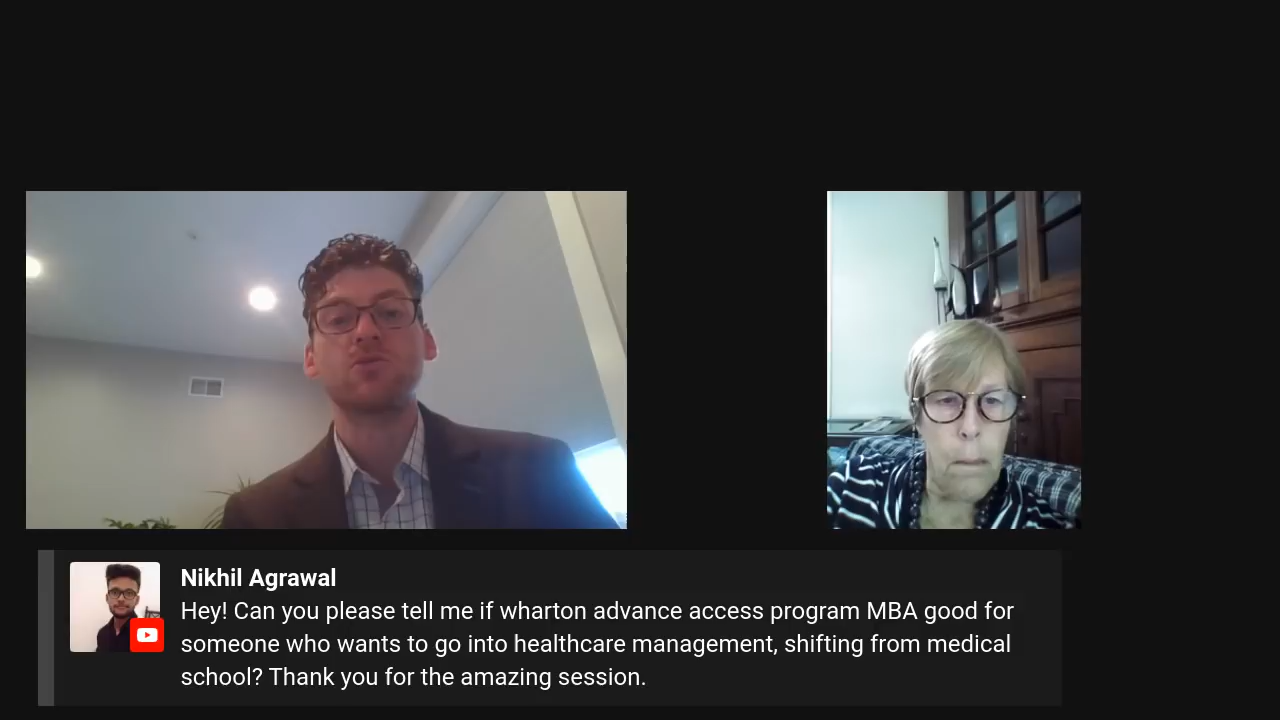 Nikhil Agrawal
Hey! Can you please tell me if wharton advance access program MBA good for
someone who wants to go into healthcare management, shifting from medical
school? Thank you for the amazing session.